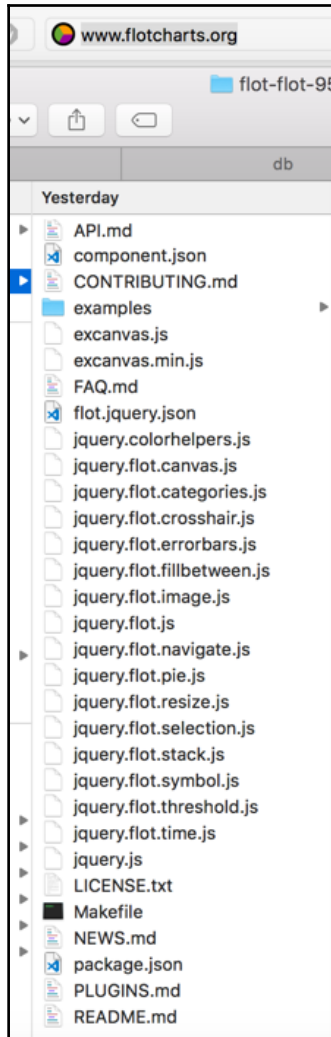 www.flotcharts.org
flot-flot-95
db
Yesterday
API.md
component.json
CONTRIBUTING.md
examples
excanvas.js
excanvas.min.js
FAQ.md
flot.jquery.json
jquery.colorhelpers.js
jquery.flot.canvas.js
jquery.flot.categories.js
jquery.flot.crosshair.js
jquery.flot.errorbars.js
jquery.flot.fillbetween.js
jquery.flot.image.js
jquery.flot.js
jquery.flot.navigate.js
jquery.flot.pie.js
jquery.flot.resize.js
jquery.flot.selection.js
jquery.flot.stack.js
jquery.flot.symbol.js
jquery.flot.threshold.js
jquery.flot.time.js
jquery.js
LICENSE.txt
Makefile
NEWS.md
package.json
PLUGINS.md
README.md